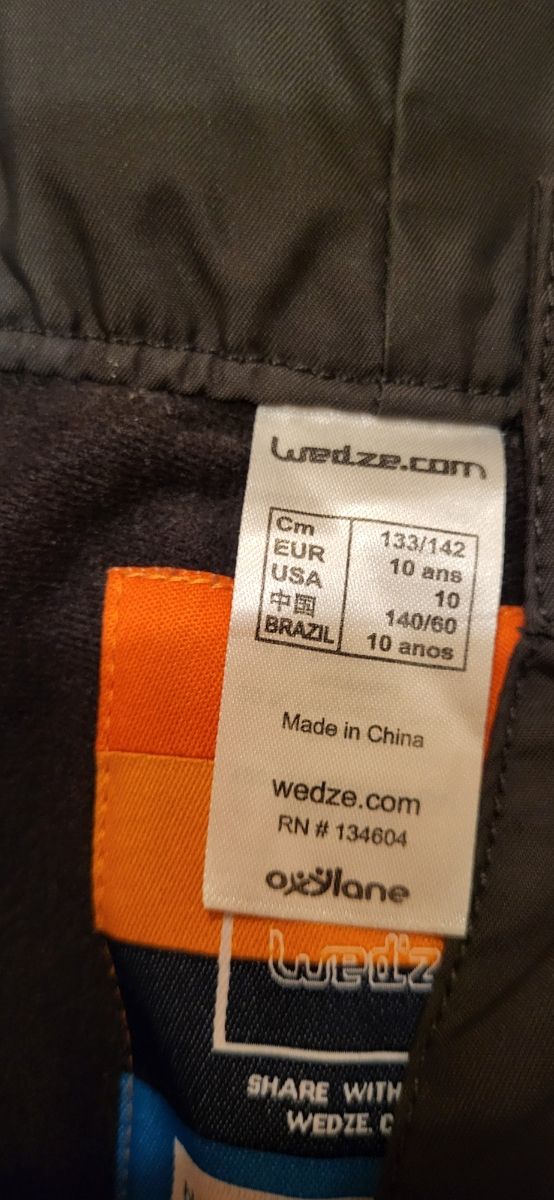 wedze.com
Cm 133/142
EUR 10 ans
USA 10
中国 140/60
BRAZIL 10 anos
Made in China
wedze.com
RN # 134604
oxylane
Wed'z
SHARE WITH
WEDZE. C